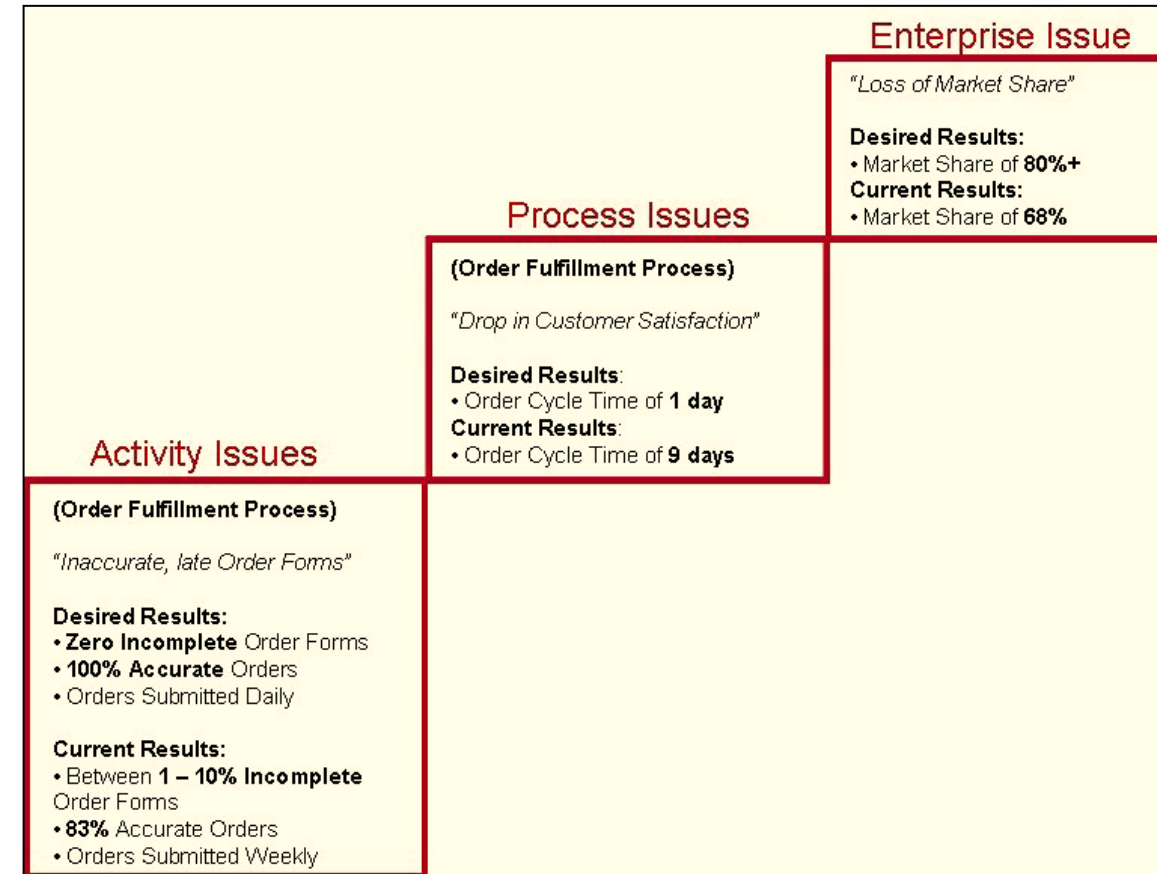 Enterprise Issue
“Loss of Market Share”
Desired Results:
• Market Share of 80%+
Current Results:
• Market Share of 68%
Process Issues
(Order Fulfillment Process)
“Drop in Customer Satisfaction”
Desired Results:
• Order Cycle Time of 1 day
Current Results:
• Order Cycle Time of 9 days
Activity Issues
(Order Fulfillment Process)
“Inaccurate, late Order Forms”
Desired Results:
• Zero Incomplete Order Forms
• 100% Accurate Orders
• Orders Submitted Daily
Current Results:
• Between 1 – 10% Incomplete
Order Forms
• 83% Accurate Orders
• Orders Submitted Weekly